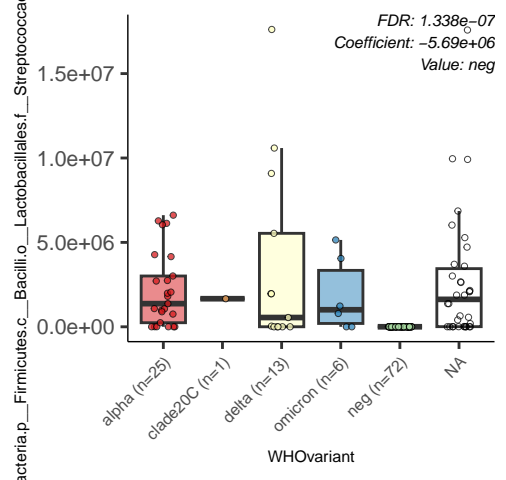 FDR: 1.338e−07
Coefficient: −5.69e+06
Value: neg
acteria.p__Firmicutes.c__Bacilli.o__Lactobacillales.f__Streptococcac
1.5e+07
1.0e+07
5.0e+06
0.0e+00
alpha (n=25)
clade20C (n=1)
delta (n=13)
omicron (n=6)
neg (n=72)
NA
WHOvariant